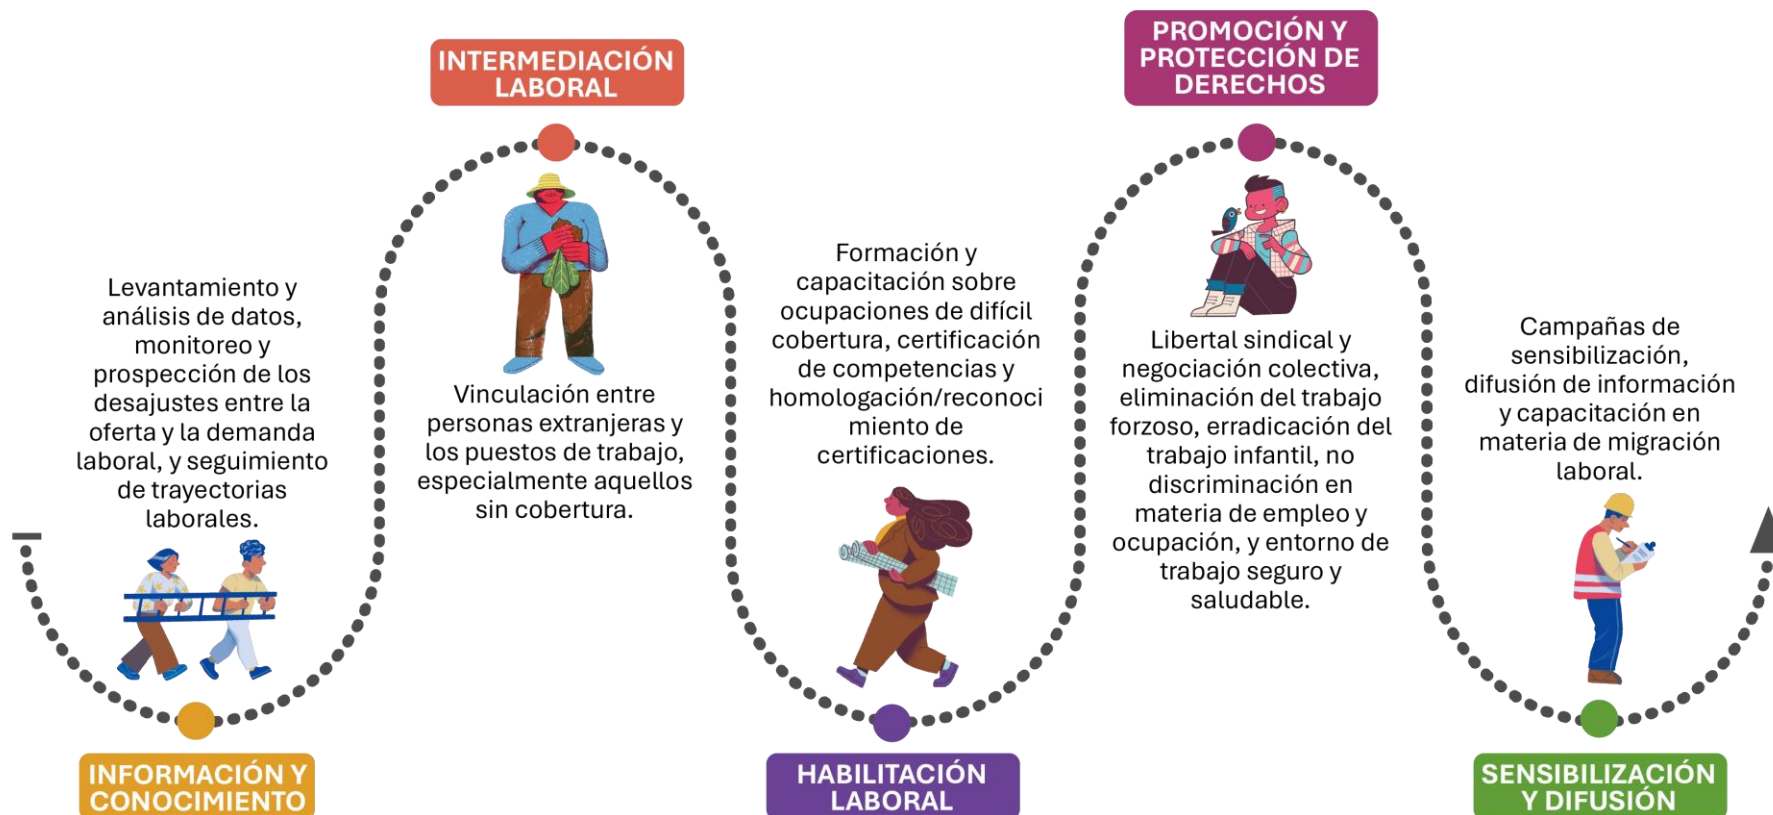 Levantamiento y
análisis de datos,
monitoreo y
prospección de los
desajustes entre la
oferta y la demanda
laboral, y seguimiento
de trayectorias
laborales.
INFORMACIÓN Y
CONOCIMIENTO
INTERMEDIACIÓN
LABORAL
Vinculación entre
personas extranjeras y
los puestos de trabajo,
especialmente aquellos
sin cobertura.
Formación y
capacitación sobre
ocupaciones de difícil
cobertura, certificación
de competencias y
homologación/reconoci
miento de
certificaciones.
HABILITACIÓN
LABORAL
PROMOCIÓN Y
PROTECCIÓN DE
DERECHOS
Libertal sindical y
negociación colectiva,
eliminación del trabajo
forzoso, erradicación del
trabajo infantil, no
discriminación en
materia de empleo y
ocupación, y entorno de
trabajo seguro y
saludable.
Campañas de
sensibilización,
difusión de información
y capacitación en
materia de migración
laboral.
SENSIBILIZACIÓN
Y DIFUSIÓN